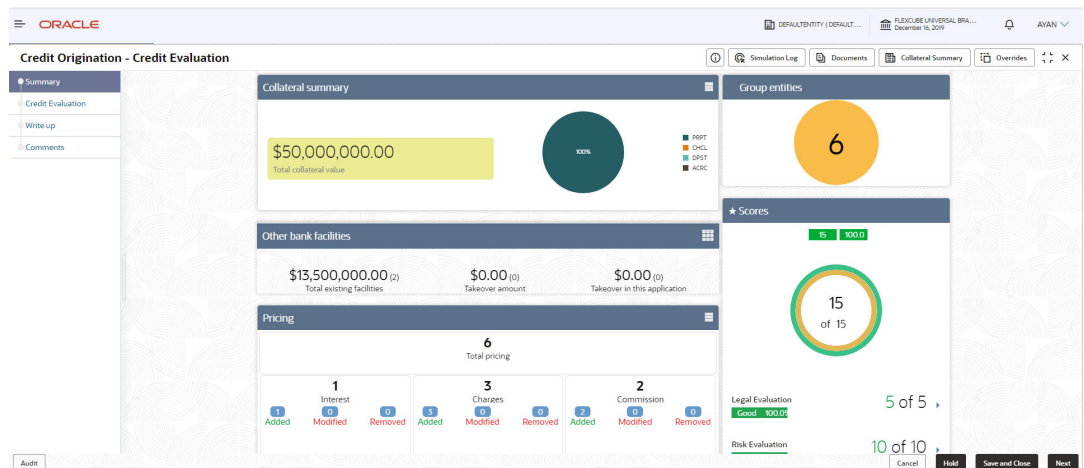 ORACLE
DEFAULTENTITY (DEFAULT...
FLEXCUBE UNIVERSAL BRA...
December 16, 2019
AYAN
Credit Origination - Credit Evaluation
Simulation Log
Documents
Collateral Summary
Overrides
Summary
Credit Evaluation
Write up
Comments
Collateral summary
$50,000,000.00
Total collateral value
100%
PRPT
CHCL
DPST
ACRC
Group entities
6
Other bank facilities
$13,500,000.00 (2)
Total existing facilities
$0.00 (0)
Takeover amount
$0.00 (0)
Takeover in this application
Pricing
6
Total pricing
1
Interest
1 0 0
Added Modified Removed
3
Charges
3 0 0
Added Modified Removed
2
Commission
2 0 0
Added Modified Removed
Scores
15 100.0
15
of 15
Legal Evaluation
Good 100.0
5 of 5
Risk Evaluation
10 of 10
Audit
Cancel
Hold
Save and Close
Next